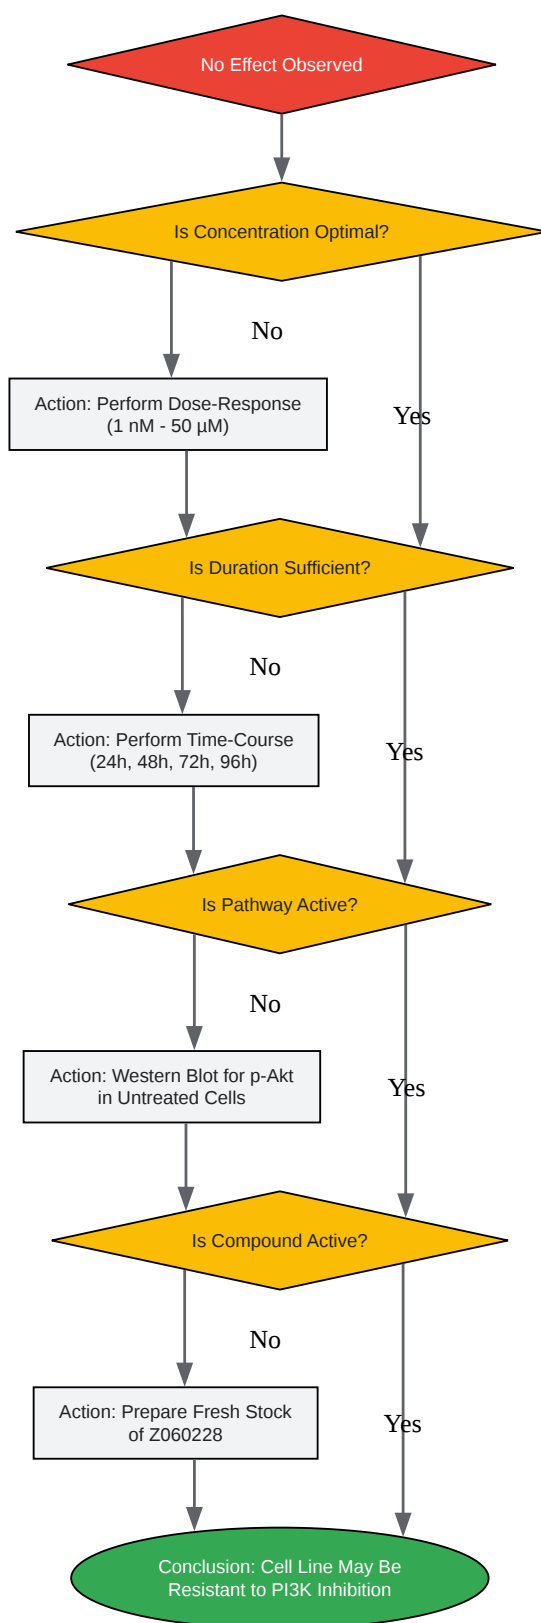 No Effect Observed
Is Concentration Optimal?
No
Action: Perform Dose-Response
(1 nM - 50 µM)
Yes
Is Duration Sufficient?
No
Action: Perform Time-Course
(24h, 48h, 72h, 96h)
Yes
Is Pathway Active?
No
Action: Western Blot for p-Akt
in Untreated Cells
Yes
Is Compound Active?
No
Action: Prepare Fresh Stock
of Z060228
Yes
Conclusion: Cell Line May Be
Resistant to PI3K Inhibition